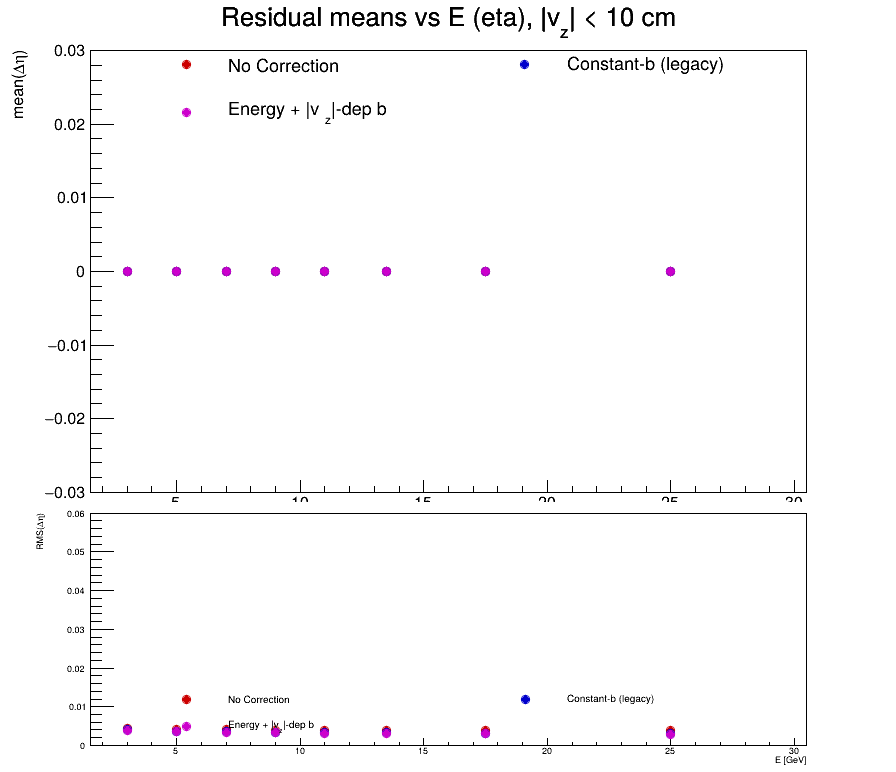 Residual means vs E (eta), |v_z| < 10 cm
mean(Δη)
0.03
No Correction
Constant-b (legacy)
Energy + |v_z|-dep b
0.02
0.01
0
−0.01
−0.02
−0.03
5 10 15 20 25 30
RMS(Δη)
0.06
0.05
0.04
0.03
0.02
0.01
No Correction
Constant-b (legacy)
Energy + |v_z|-dep b
0
5 10 15 20 25 30
E [GeV]